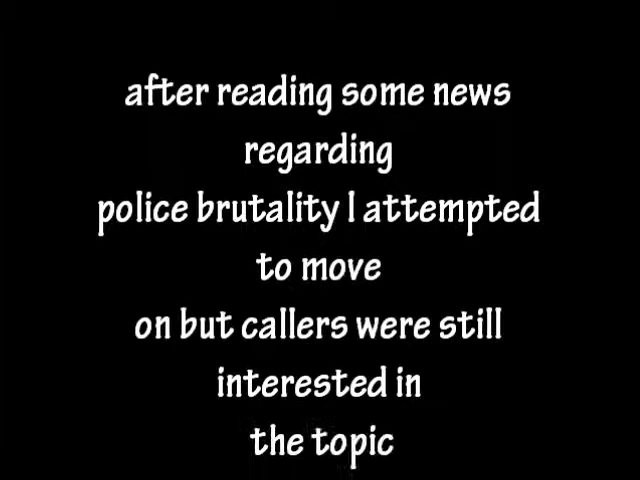 after reading some news
regarding
police brutality I attempted
to move
on but callers were still
interested in
the topic